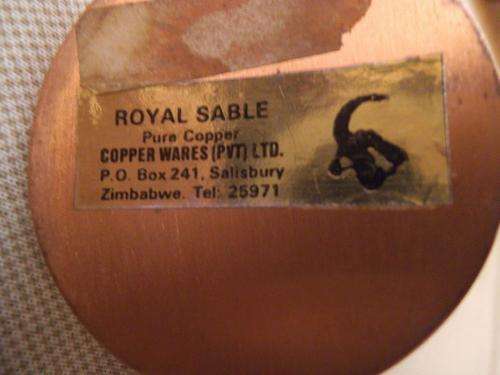 ROYAL SABLE
Pure Copper
COPPER WARES (PVT) LTD.
P.O. Box 241, Salisbury
Zimbabwe. Tel: 25971